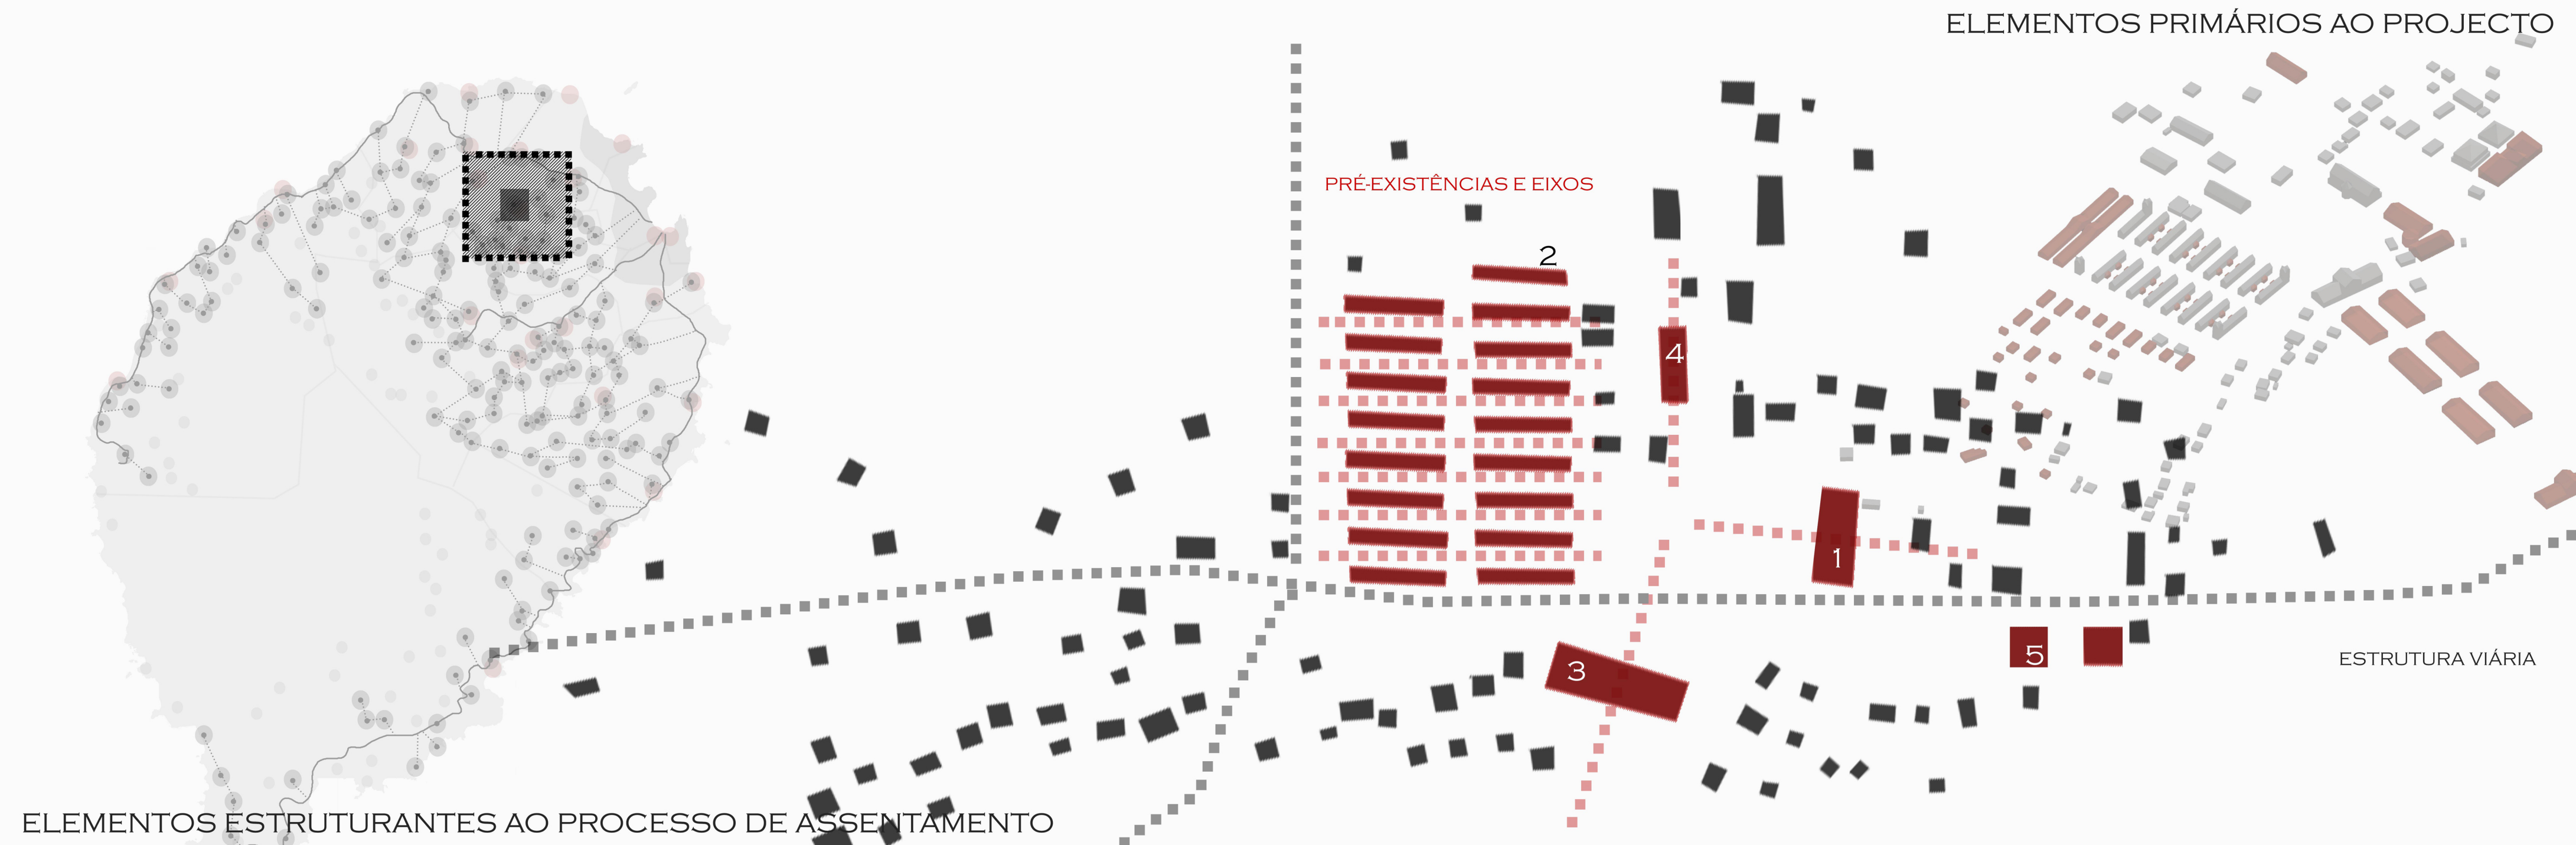 ELEMENTOS PRIMÁRIOS AO PROJECTO
PRÉ-EXISTÊNCIAS E EIXOS
2
4
1
3
5
ESTRUTURA VIÁRIA
ELEMENTOS ESTRUTURANTES AO PROCESSO DE ASSENTAMENTO